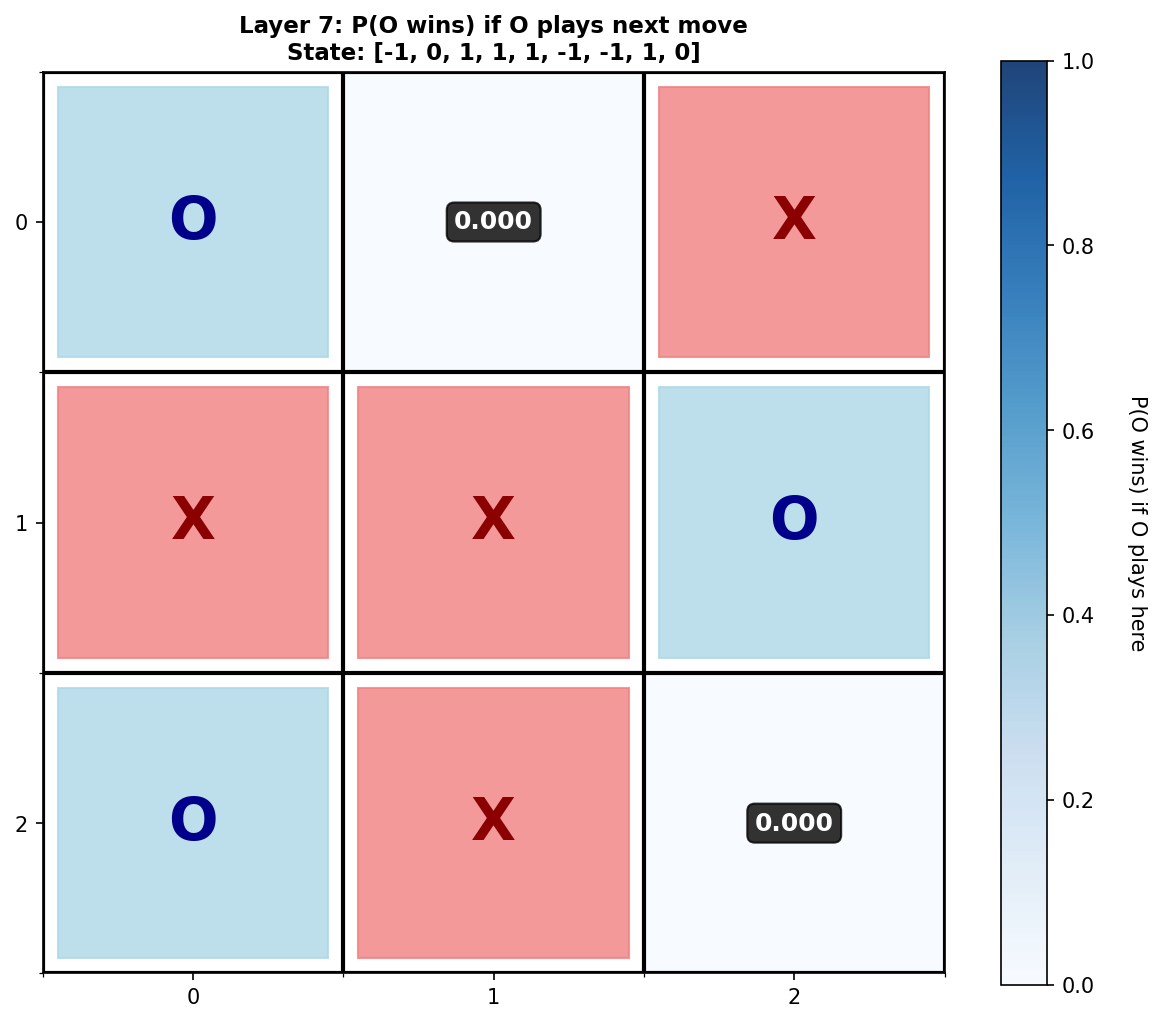 Layer 7: P(O wins) if O plays next move
State: [-1, 0, 1, 1, 1, -1, -1, 1, 0]
O
0.000
X
X
X
O
O
X
0.000
0
1
2
0
1
2
1.0
0.8
0.6
0.4
0.2
0.0
P(O wins) if O plays here